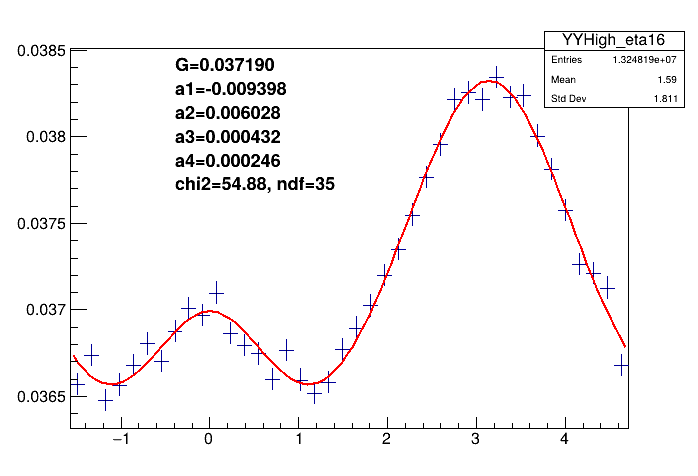 YYHigh_eta16
Entries 1.324819e+07
Mean 1.59
Std Dev 1.811
G=0.037190
a1=-0.009398
a2=0.006028
a3=0.000432
a4=0.000246
chi2=54.88, ndf=35
0.0385
0.038
0.0375
0.037
0.0365
−1 0 1 2 3 4